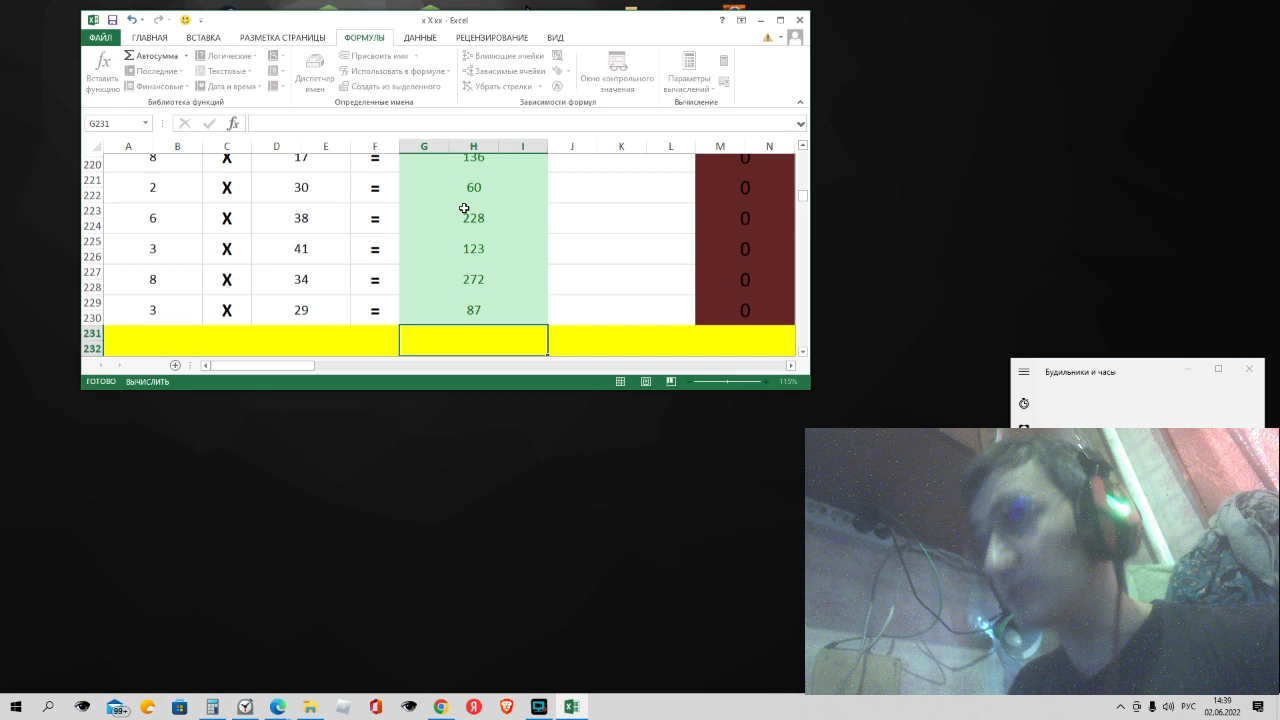 x X xx - Excel
ФАЙЛ ГЛАВНАЯ ВСТАВКА РАЗМЕТКА СТРАНИЦЫ ФОРМУЛЫ ДАННЫЕ РЕЦЕНЗИРОВАНИЕ ВИД
Вставить функцию
Автосумма
Последние
Финансовые
Логические
Текстовые
Дата и время
Библиотека функций
Диспетчер имен
Присвоить имя
Использовать в формуле
Создать из выделенного
Определенные имена
Влияющие ячейки
Зависимые ячейки
Убрать стрелки
Зависимости формул
Окно контрольного значения
Параметры вычислений
Вычисление
G231
fx
A B C D E F G H I J K L M N
220 8 X 17 = 136 0
221
222 2 X 30 = 60 0
223
224 6 X 38 = 228 0
225
226 3 X 41 = 123 0
227
228 8 X 34 = 272 0
229
230 3 X 29 = 87 0
231
232
ГОТОВО ВЫЧИСЛИТЬ 115%
Будильники и часы
99+
РУС
14:39
02.06.2022